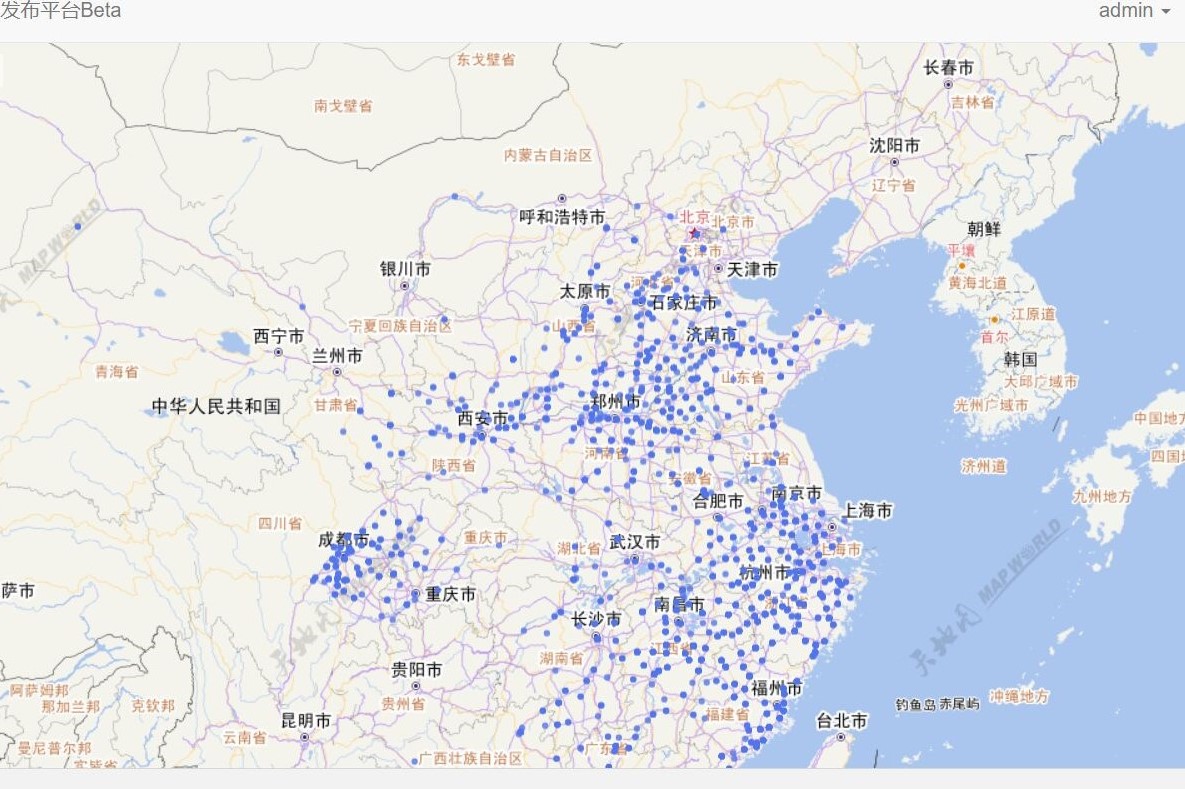 发布平台Beta
admin
东戈壁省
长春市
南戈壁省
吉林省
沈阳市
内蒙古自治区
辽宁省
MAPW®RLD
呼和浩特市
北京
北京市
朝鲜
天津市
平壤
银川市
天津市
黄海北道
太原市
石家庄市
江原道
宁夏回族自治区
山西省
西宁市
济南市
首尔
兰州市
韩国
青海省
山东省
大邱广域市
中华人民共和国
甘肃省
郑州市
光州广域市
西安市
中国地方
河南省
江苏省
陕西省
济州道
安徽省
合肥市
南京市
九州地方
上海市
四川省
成都市
重庆市
湖北省
武汉市
上海市
MAPW®RLD
杭州市
萨市
重庆市
南昌市
长沙市
天地图
天地图
江西省
湖南省
贵阳市
福州市
阿萨姆邦
那加兰邦
克钦邦
贵州省
冲绳地方
钓鱼岛
赤尾屿
昆明市
福建省
台北市
云南省
曼尼普尔邦
广东省
广西壮族自治区
实皆省